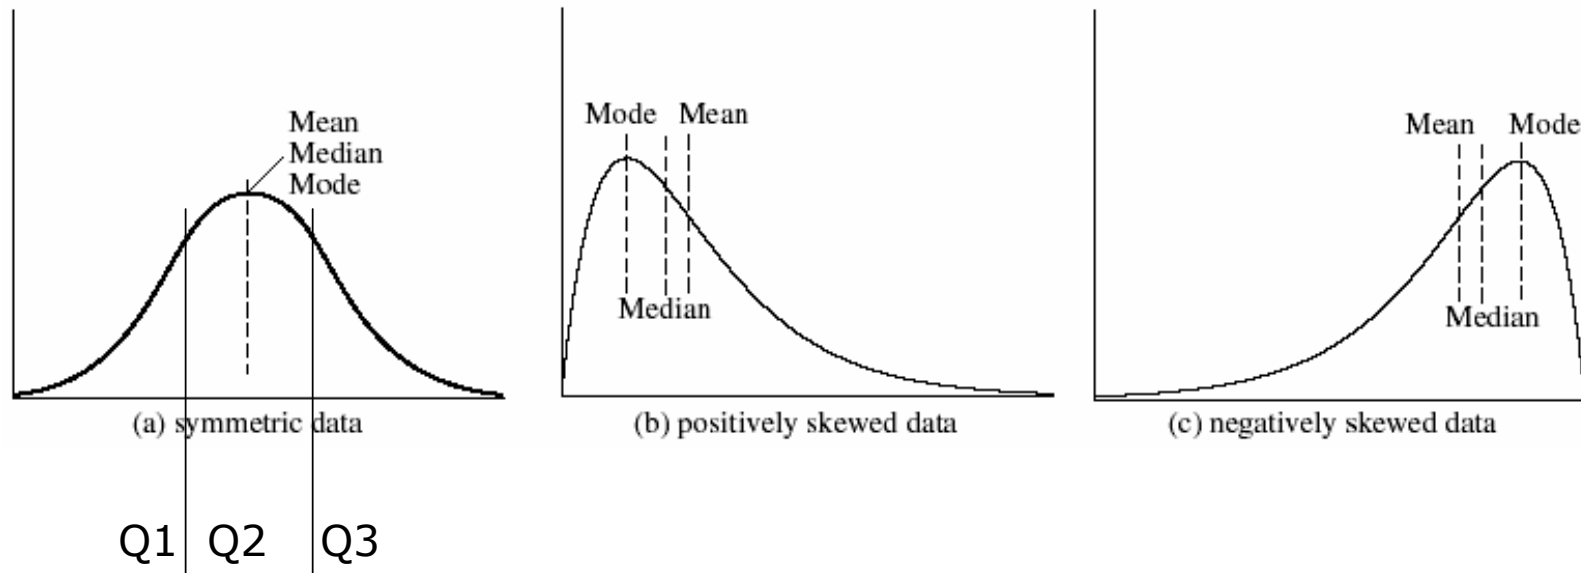 Mean
Median
Mode
(a) symmetric data
Q1 Q2 Q3
Mode Mean
Median
(b) positively skewed data
Mean Mode
Median
(c) negatively skewed data